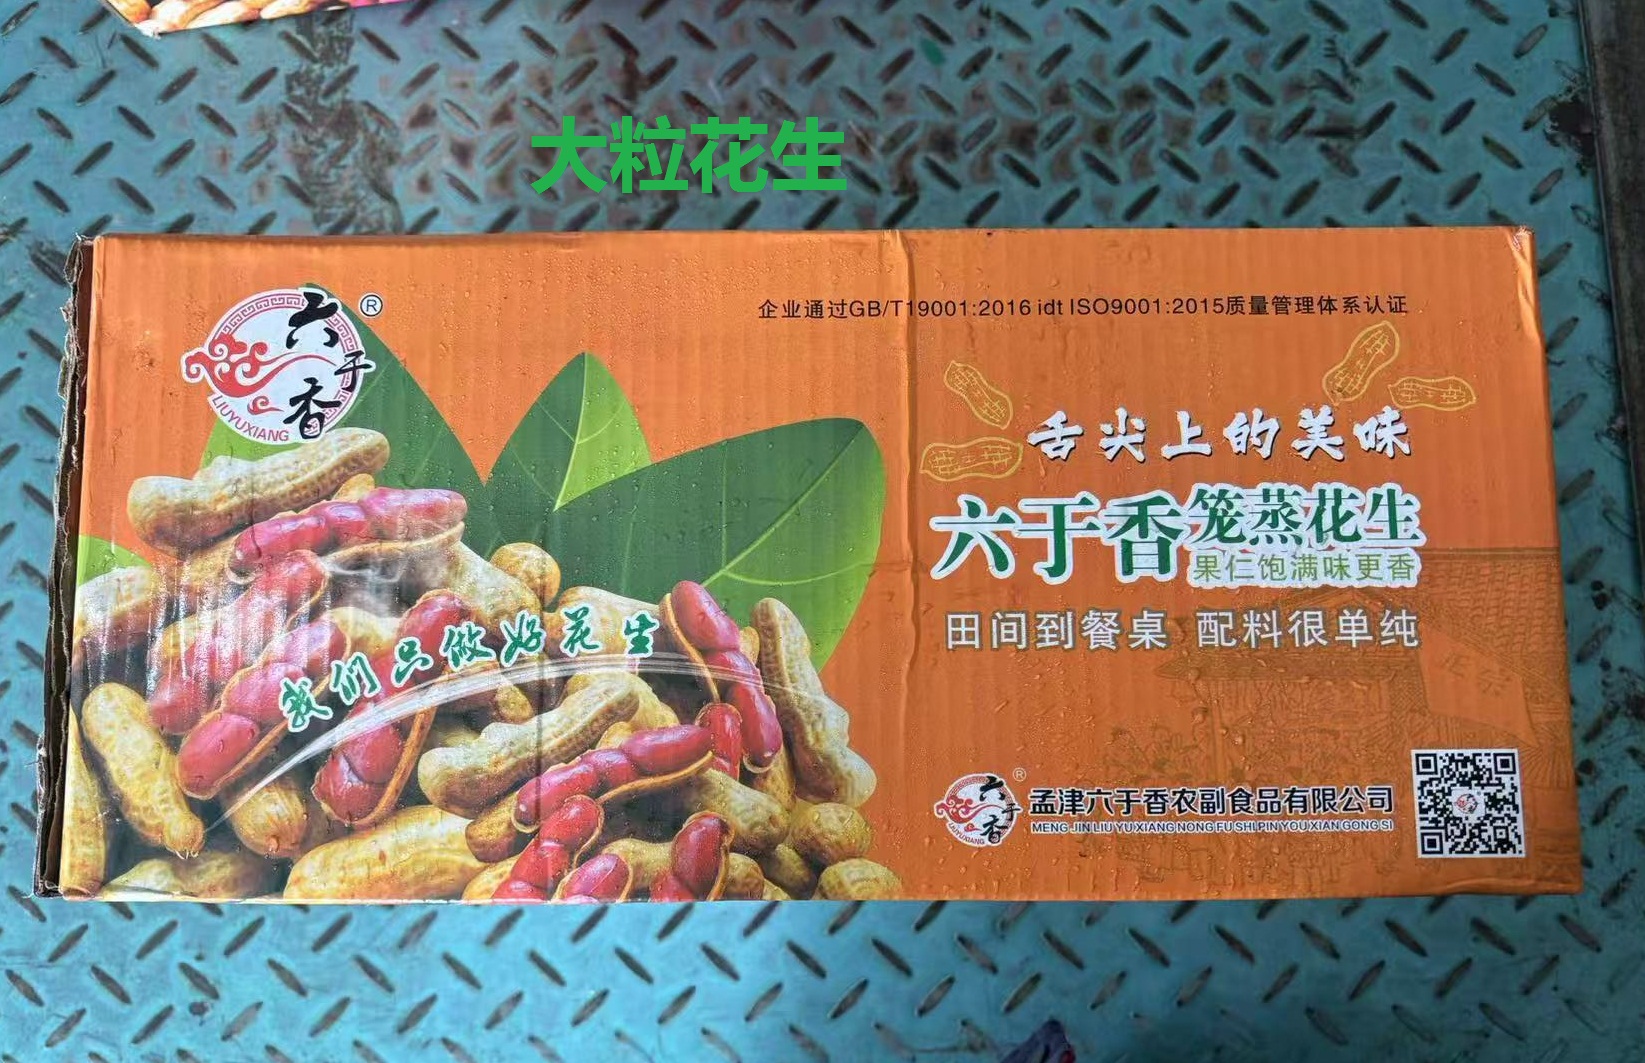 大粒花生
六于香
®
LIUYUXIANG
企业通过GB/T19001:2016 idt ISO9001:2015质量管理体系认证
舌尖上的美味
六于香笼蒸花生
果仁饱满味更香
田间到餐桌 配料很单纯
我们只做好花生
六于香
®
LIUYUXIANG
孟津六于香农副食品有限公司
MENG JIN LIU YU XIANG NONG FU SHI PIN YOU XIAN GONG SI